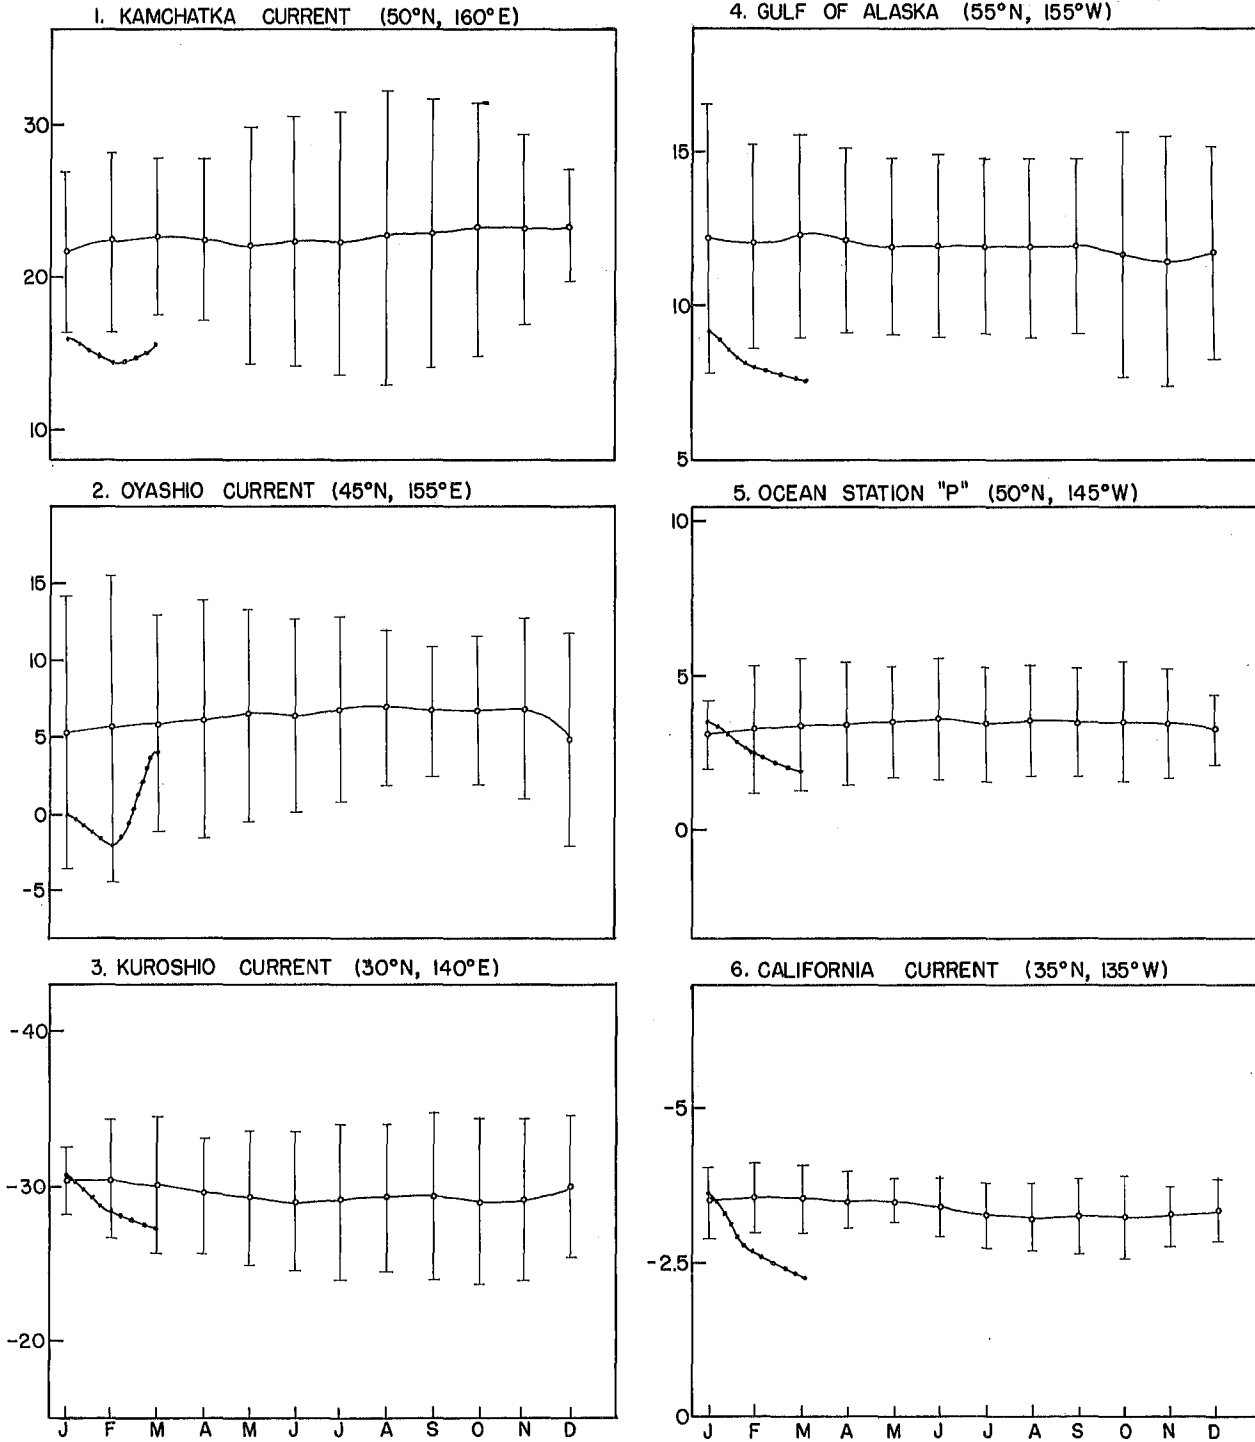 1. KAMCHATKA CURRENT (50°N, 160°E)
30
20
10
2. OYASHIO CURRENT (45°N, 155°E)
15
10
5
0
-5
3. KUROSHIO CURRENT (30°N, 140°E)
-40
-30
-20
J F M A M J J A S O N D
4. GULF OF ALASKA (55°N, 155°W)
15
10
5
5. OCEAN STATION "P" (50°N, 145°W)
10
5
0
6. CALIFORNIA CURRENT (35°N, 135°W)
-5
-2.5
0
J F M A M J J A S O N D